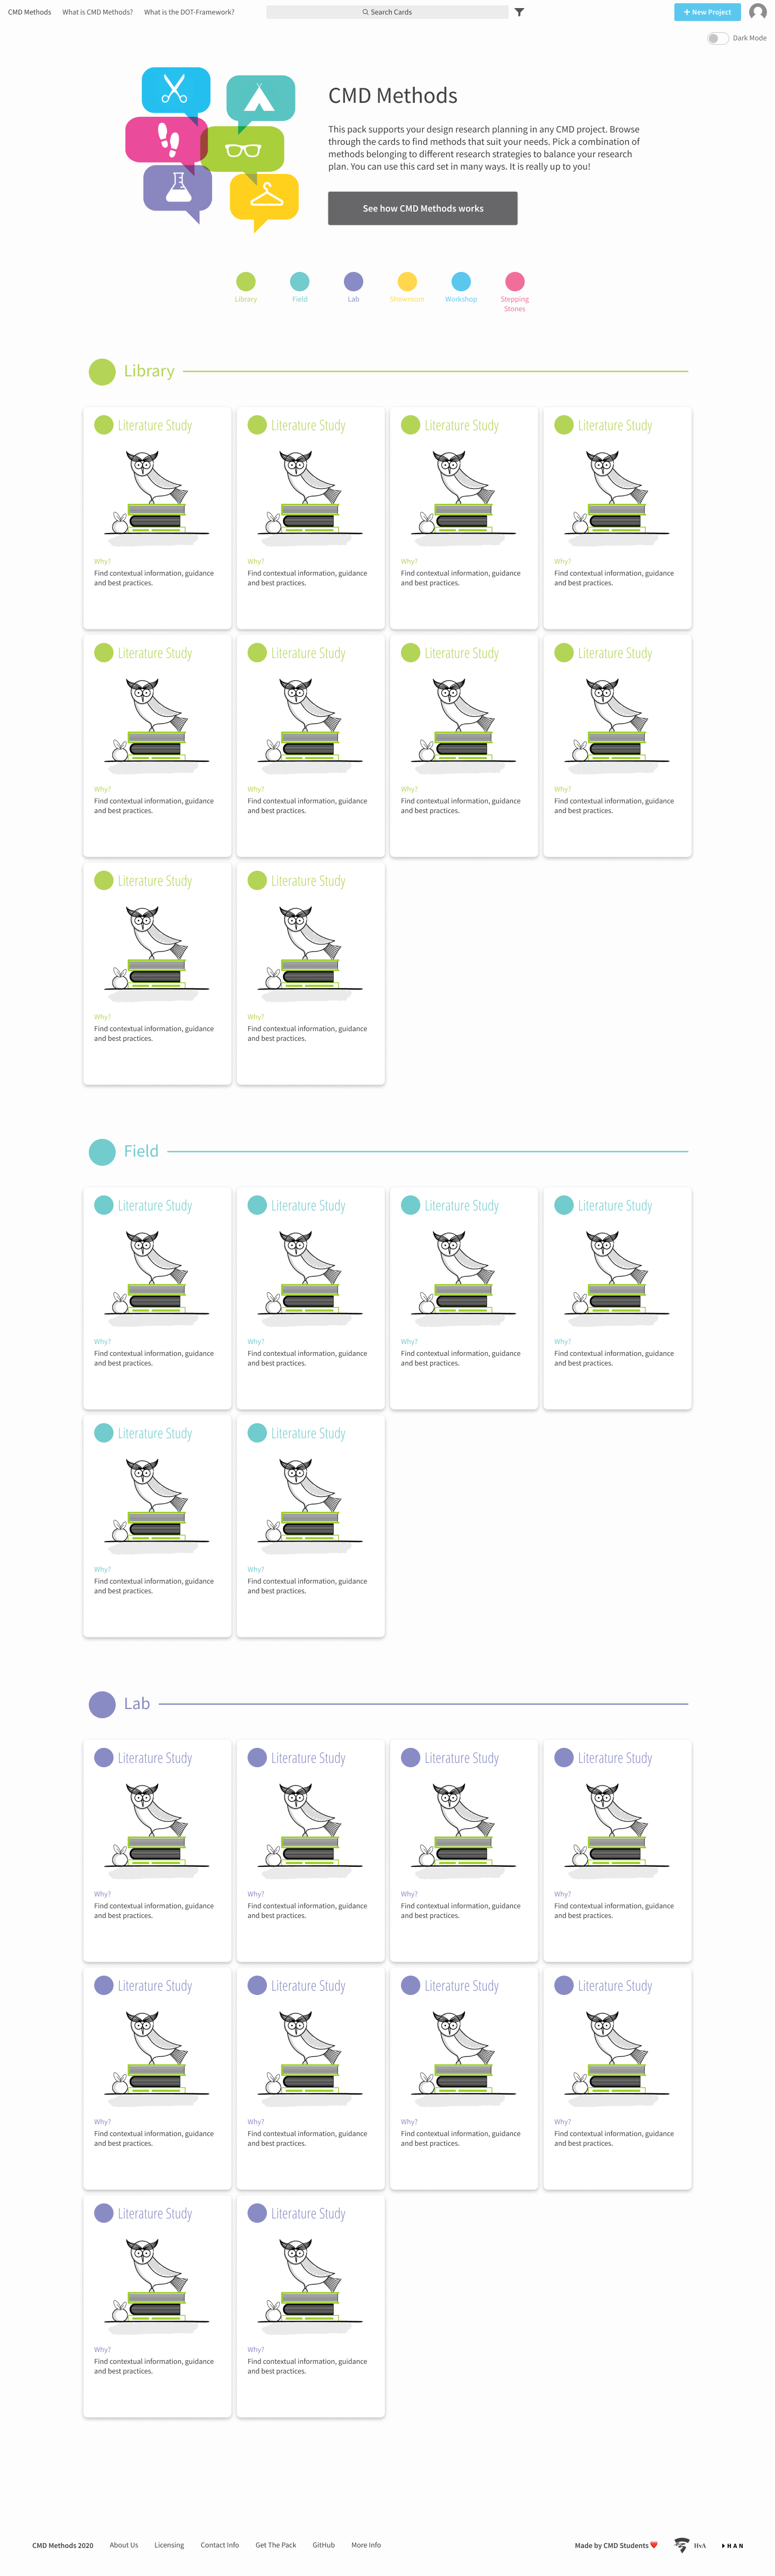 CMD Methods What is CMD Methods? What is the DOT-Framework? Search Cards + New Project
Dark Mode
CMD Methods
This pack supports your design research planning in any CMD project. Browse
through the cards to find methods that suit your needs. Pick a combination of
methods belonging to different research strategies to balance your research
plan. You can use this card set in many ways. It is really up to you!
See how CMD Methods works
Library Field Lab Showroom Workshop Stepping
Stones
Library
Literature Study Literature Study Literature Study Literature Study
Why? Why? Why? Why?
Find contextual information, guidance Find contextual information, guidance Find contextual information, guidance Find contextual information, guidance
and best practices. and best practices. and best practices. and best practices.
Literature Study Literature Study Literature Study Literature Study
Why? Why? Why? Why?
Find contextual information, guidance Find contextual information, guidance Find contextual information, guidance Find contextual information, guidance
and best practices. and best practices. and best practices. and best practices.
Literature Study Literature Study
Why? Why?
Find contextual information, guidance Find contextual information, guidance
and best practices. and best practices.
Field
Literature Study Literature Study Literature Study Literature Study
Why? Why? Why? Why?
Find contextual information, guidance Find contextual information, guidance Find contextual information, guidance Find contextual information, guidance
and best practices. and best practices. and best practices. and best practices.
Literature Study Literature Study
Why? Why?
Find contextual information, guidance Find contextual information, guidance
and best practices. and best practices.
Lab
Literature Study Literature Study Literature Study Literature Study
Why? Why? Why? Why?
Find contextual information, guidance Find contextual information, guidance Find contextual information, guidance Find contextual information, guidance
and best practices. and best practices. and best practices. and best practices.
Literature Study Literature Study Literature Study Literature Study
Why? Why? Why? Why?
Find contextual information, guidance Find contextual information, guidance Find contextual information, guidance Find contextual information, guidance
and best practices. and best practices. and best practices. and best practices.
Literature Study Literature Study
Why? Why?
Find contextual information, guidance Find contextual information, guidance
and best practices. and best practices.
CMD Methods 2020 About Us Licensing Contact Info Get The Pack GitHub More Info Made by CMD Students ❤️ HvA HAN